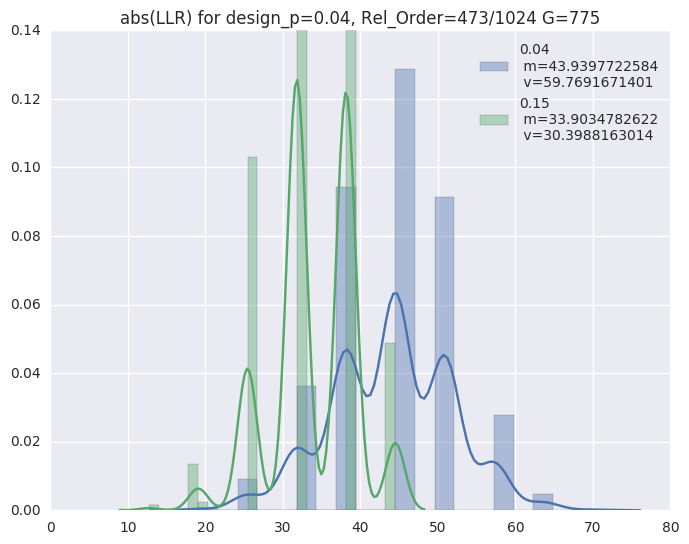 abs(LLR) for design_p=0.04, Rel_Order=473/1024 G=775
0.14
0.12
0.10
0.08
0.06
0.04
0.02
0.00
0 10 20 30 40 50 60 70 80
0.04
m=43.9397722584
v=59.7691671401
0.15
m=33.9034782622
v=30.3988163014